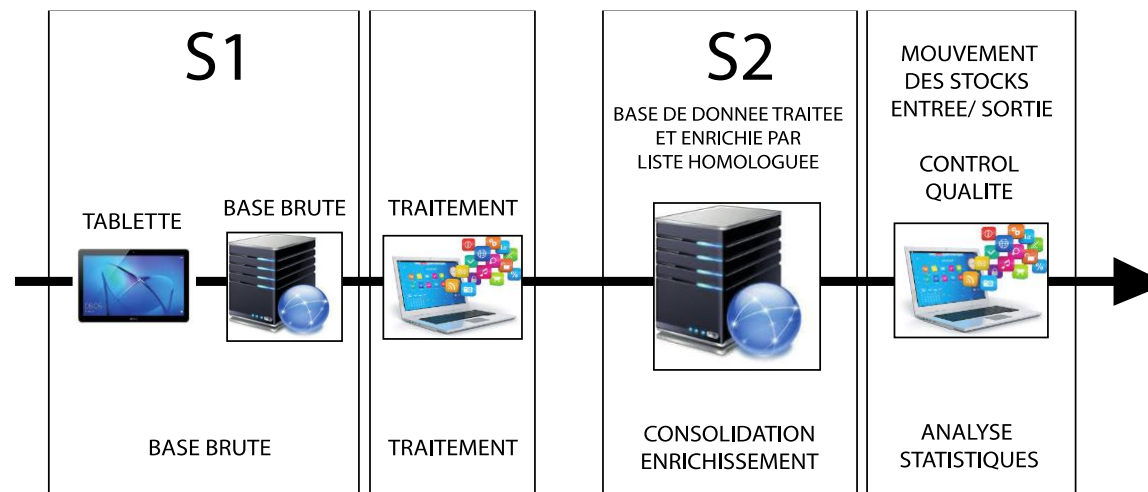 S1
TABLETTE
BASE BRUTE
BASE BRUTE
TRAITEMENT
TRAITEMENT
S2
BASE DE DONNEE TRAITEE
ET ENRICHIE PAR
LISTE HOMOLOGUEE
CONSOLIDATION
ENRICHISSEMENT
MOUVEMENT
DES STOCKS
ENTREE/ SORTIE
CONTROL
QUALITE
ANALYSE
STATISTIQUES